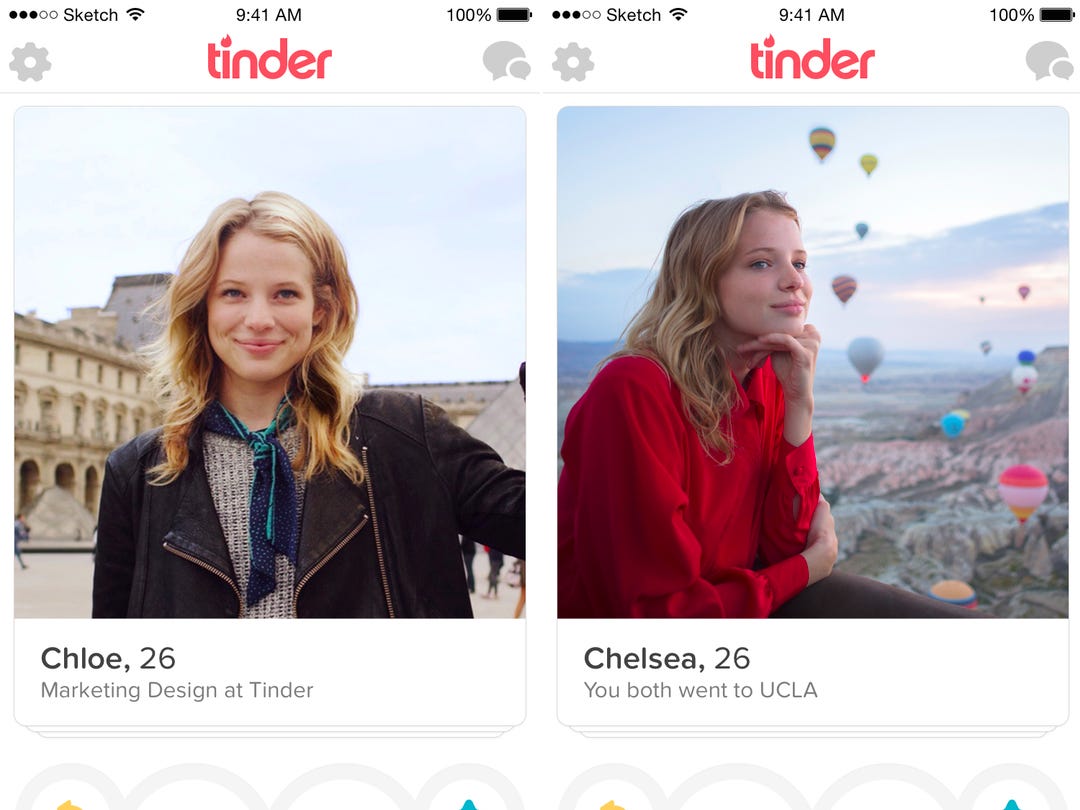 Sketch 9:41 AM 100%
tinder
Chloe, 26
Marketing Design at Tinder
Sketch 9:41 AM 100%
tinder
Chelsea, 26
You both went to UCLA